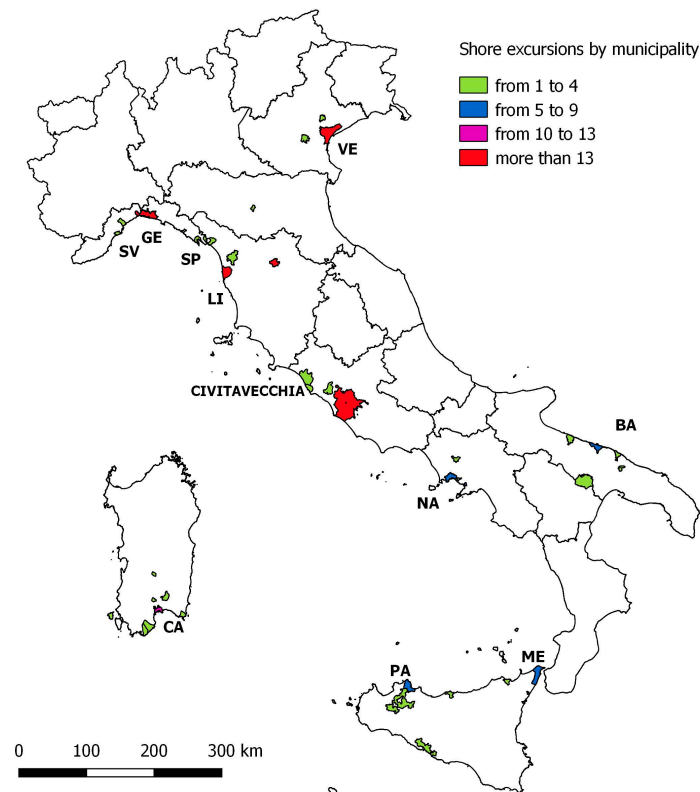 Shore excursions by municipality
from 1 to 4
from 5 to 9
from 10 to 13
more than 13
VE
GE
SV
SP
LI
CIVITAVECCHIA
BA
NA
CA
ME
PA
0 100 200 300 km